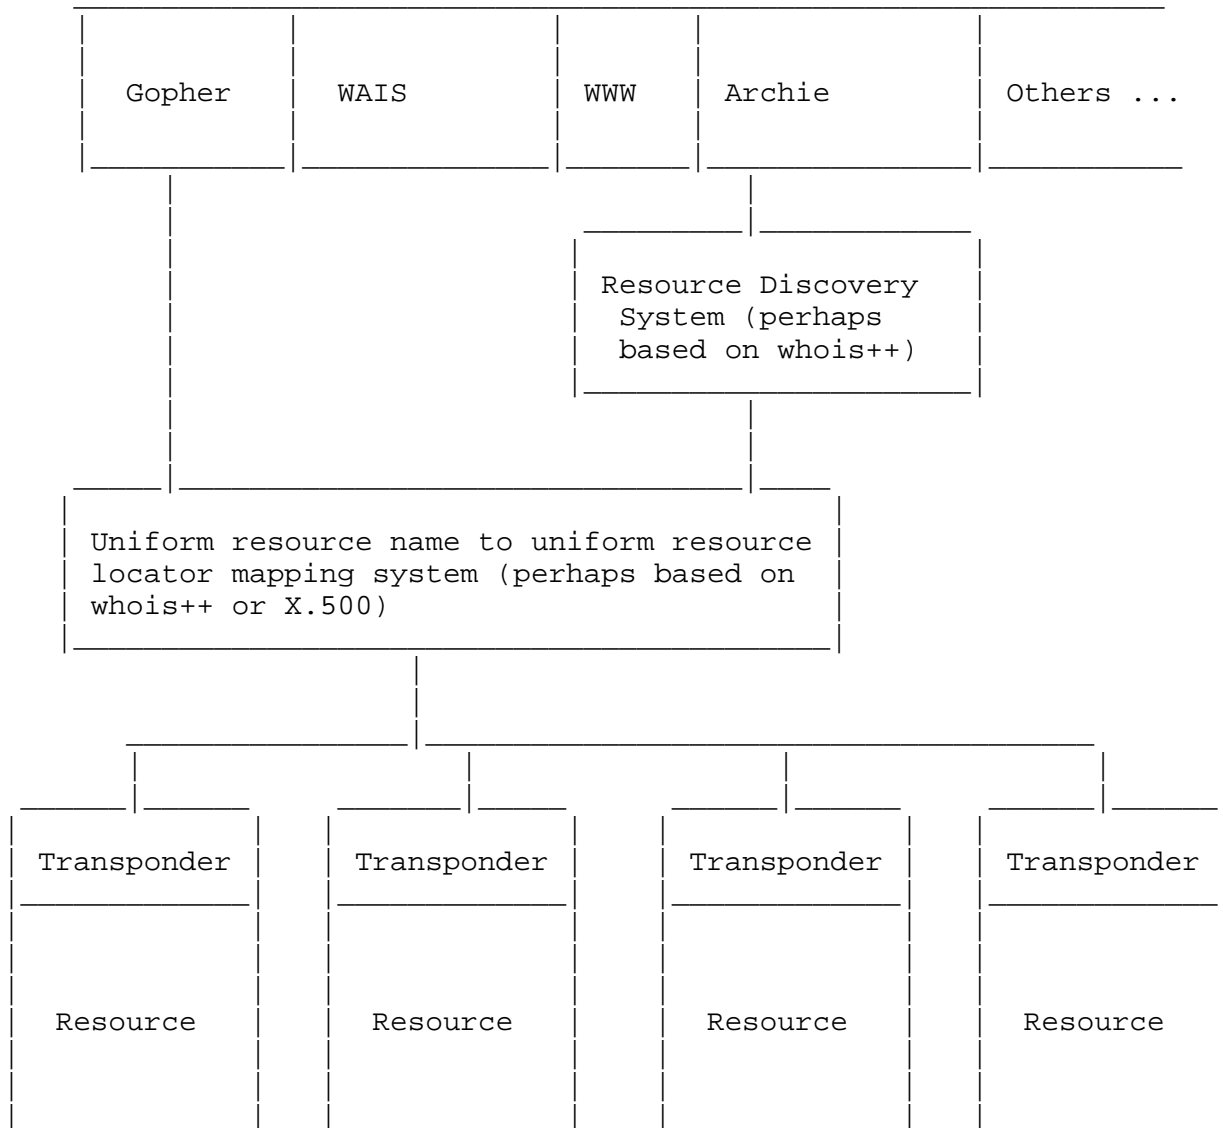 Gopher WAIS WWW Archie Others ...
Resource Discovery
System (perhaps
based on whois++)
Uniform resource name to uniform resource
locator mapping system (perhaps based on
whois++ or X.500)
Transponder Transponder Transponder Transponder
Resource Resource Resource Resource